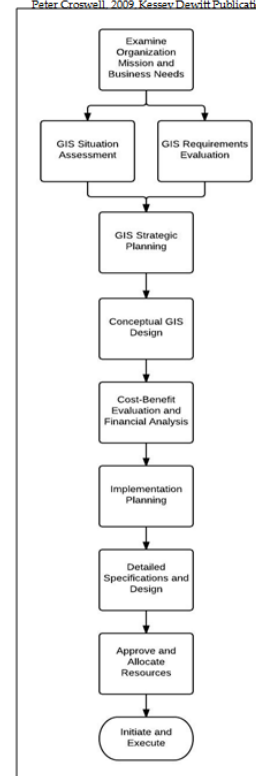 Peter Croswell, 2009, Kessey Dewitt Publicati
Examine
Organization
Mission and
Business Needs
GIS Situation
Assessment
GIS Requirements
Evaluation
GIS Strategic
Planning
Conceptual GIS
Design
Cost-Benefit
Evaluation and
Financial Analysis
Implementation
Planning
Detailed
Specifications and
Design
Approve and
Allocate
Resources
Initiate and
Execute